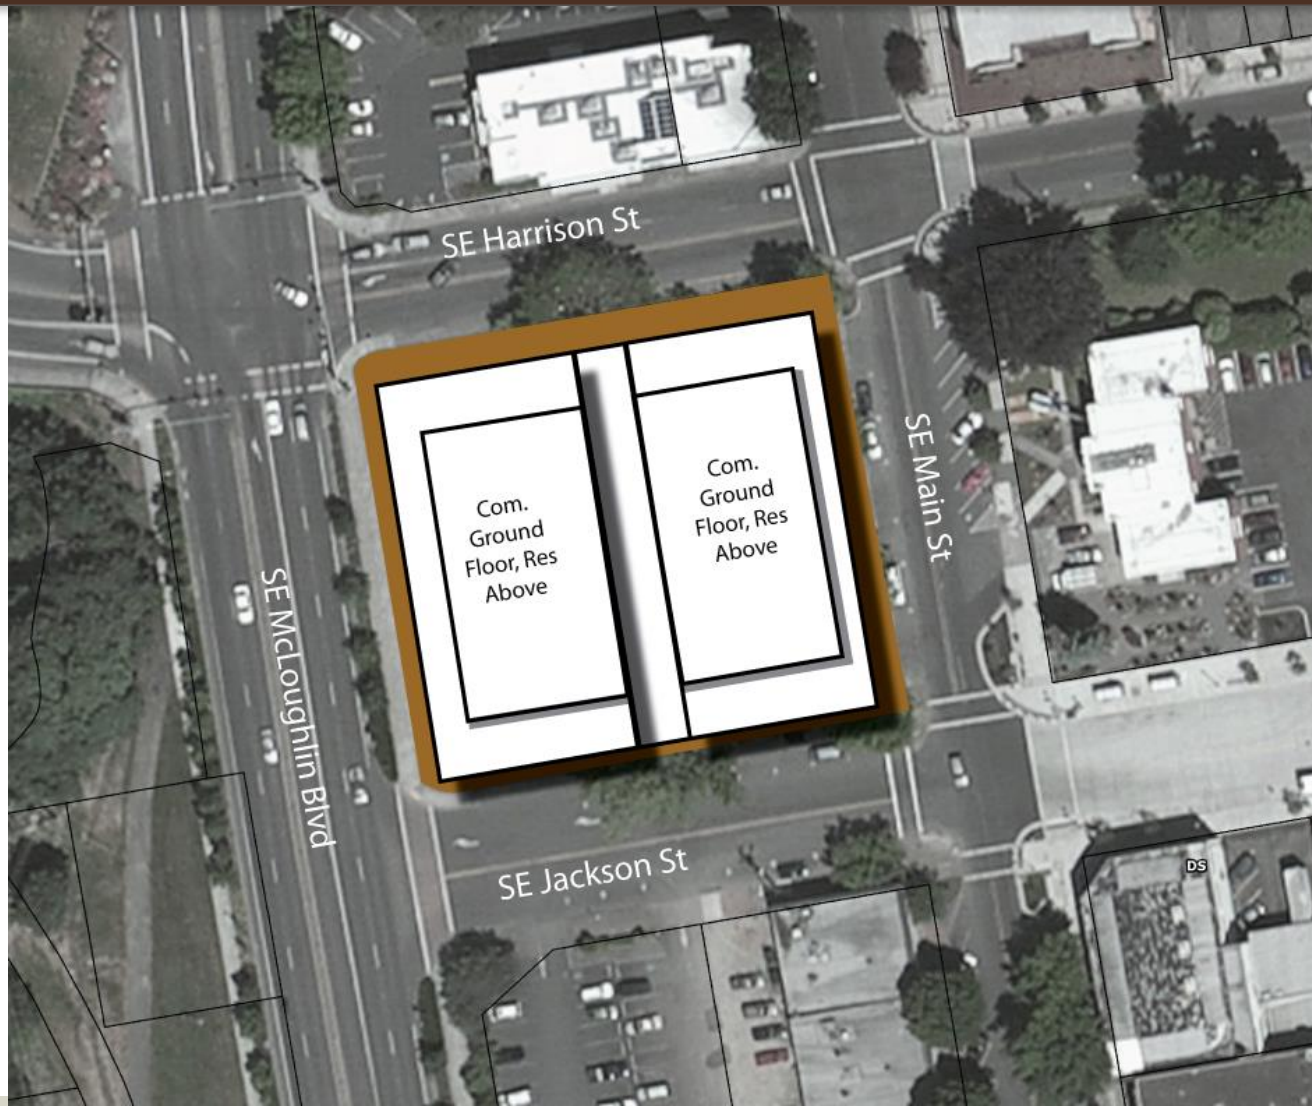 SE Harrison St
Com.
Ground
Floor, Res
Above
Com.
Ground
Floor, Res
Above
SE Main St
SE McLoughlin Blvd
SE Jackson St
DS